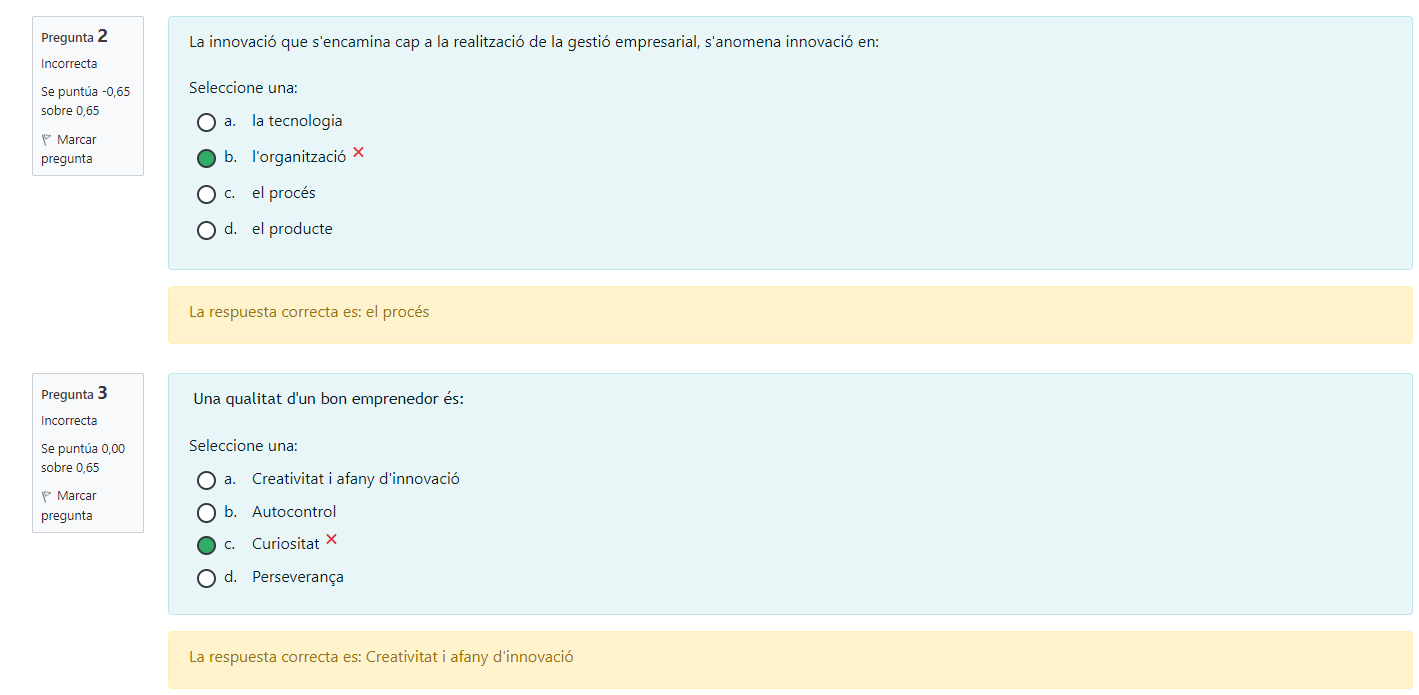 Pregunta 2
Incorrecta
Se puntúa -0,65
sobre 0,65
Marcar
pregunta
La innovació que s'encamina cap a la realització de la gestió empresarial, s'anomena innovació en:
Seleccione una:
a. la tecnologia
b. l'organització
c. el procés
d. el producte
La respuesta correcta es: el procés
Pregunta 3
Incorrecta
Se puntúa 0,00
sobre 0,65
Marcar
pregunta
Una qualitat d'un bon emprenedor és:
Seleccione una:
a. Creativitat i afany d'innovació
b. Autocontrol
c. Curiositat
d. Perseverança
La respuesta correcta es: Creativitat i afany d'innovació